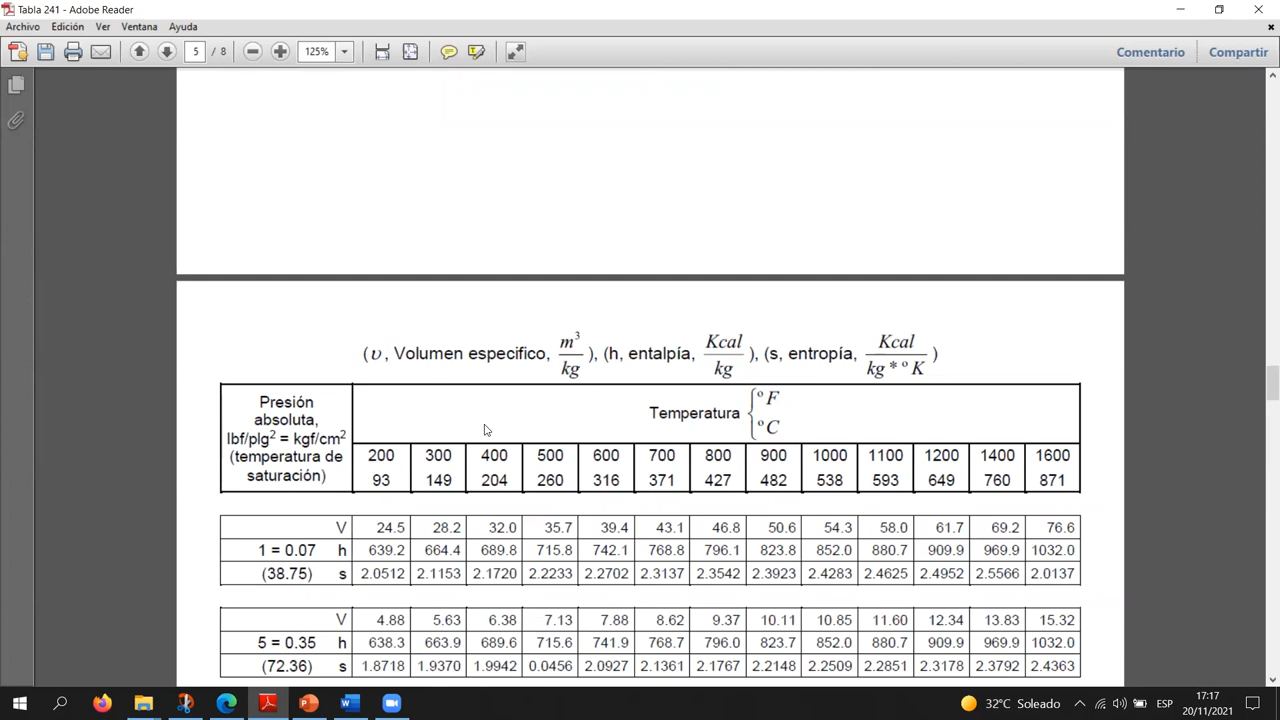 Tabla 241 - Adobe Reader
Archivo Edición Ver Ventana Ayuda
5 / 8 125% Comentario Compartir
( υ , Volumen especifico, m³/kg ), (h, entalpía, Kcal/kg ), (s, entropía, Kcal/kg * º K )
Presión
absoluta,
lbf/plg² = kgf/cm²
(temperatura de
saturación)
Temperatura { º F
º C
200 300 400 500 600 700 800 900 1000 1100 1200 1400 1600
93 149 204 260 316 371 427 482 538 593 649 760 871
V 24.5 28.2 32.0 35.7 39.4 43.1 46.8 50.6 54.3 58.0 61.7 69.2 76.6
1 = 0.07 h 639.2 664.4 689.8 715.8 742.1 768.8 796.1 823.8 852.0 880.7 909.9 969.9 1032.0
(38.75) s 2.0512 2.1153 2.1720 2.2233 2.2702 2.3137 2.3542 2.3923 2.4283 2.4625 2.4952 2.5566 2.0137
V 4.88 5.63 6.38 7.13 7.88 8.62 9.37 10.11 10.85 11.60 12.34 13.83 15.32
5 = 0.35 h 638.3 663.9 689.6 715.6 741.9 768.7 796.0 823.7 852.0 880.7 909.9 969.9 1032.0
(72.36) s 1.8718 1.9370 1.9942 0.0456 2.0927 2.1361 2.1767 2.2148 2.2509 2.2851 2.3178 2.3792 2.4363
32°C Soleado ESP 17:17
20/11/2021